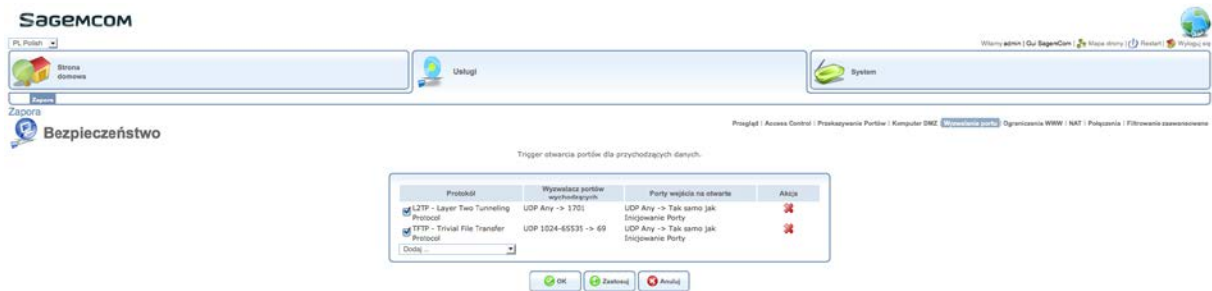 SAGEMCOM
PL Polish
Witamy admin | Gui SagemCom | Mapa strony | Restart | Wyloguj się
Strona domowa
Usługi
System
Zapora
Zapora
Bezpieczeństwo
Przegląd | Access Control | Przekazywanie Portów | Komputer DMZ | Wyzwalanie portu | Ograniczenia WWW | NAT | Połączenia | Filtrowanie zaawansowane
Trigger otwarcia portów dla przychodzących danych.
Protokół Wyzwalacz portów wychodzących Porty wejścia na otwarte Akcja
L2TP - Layer Two Tunneling Protocol UDP Any -> 1701 UDP Any -> Tak samo jak Inicjowanie Porty
TFTP - Trivial File Transfer Protocol UDP 1024-65535 -> 69 UDP Any -> Tak samo jak Inicjowanie Porty
Dodaj ...
OK Zastosuj Anuluj